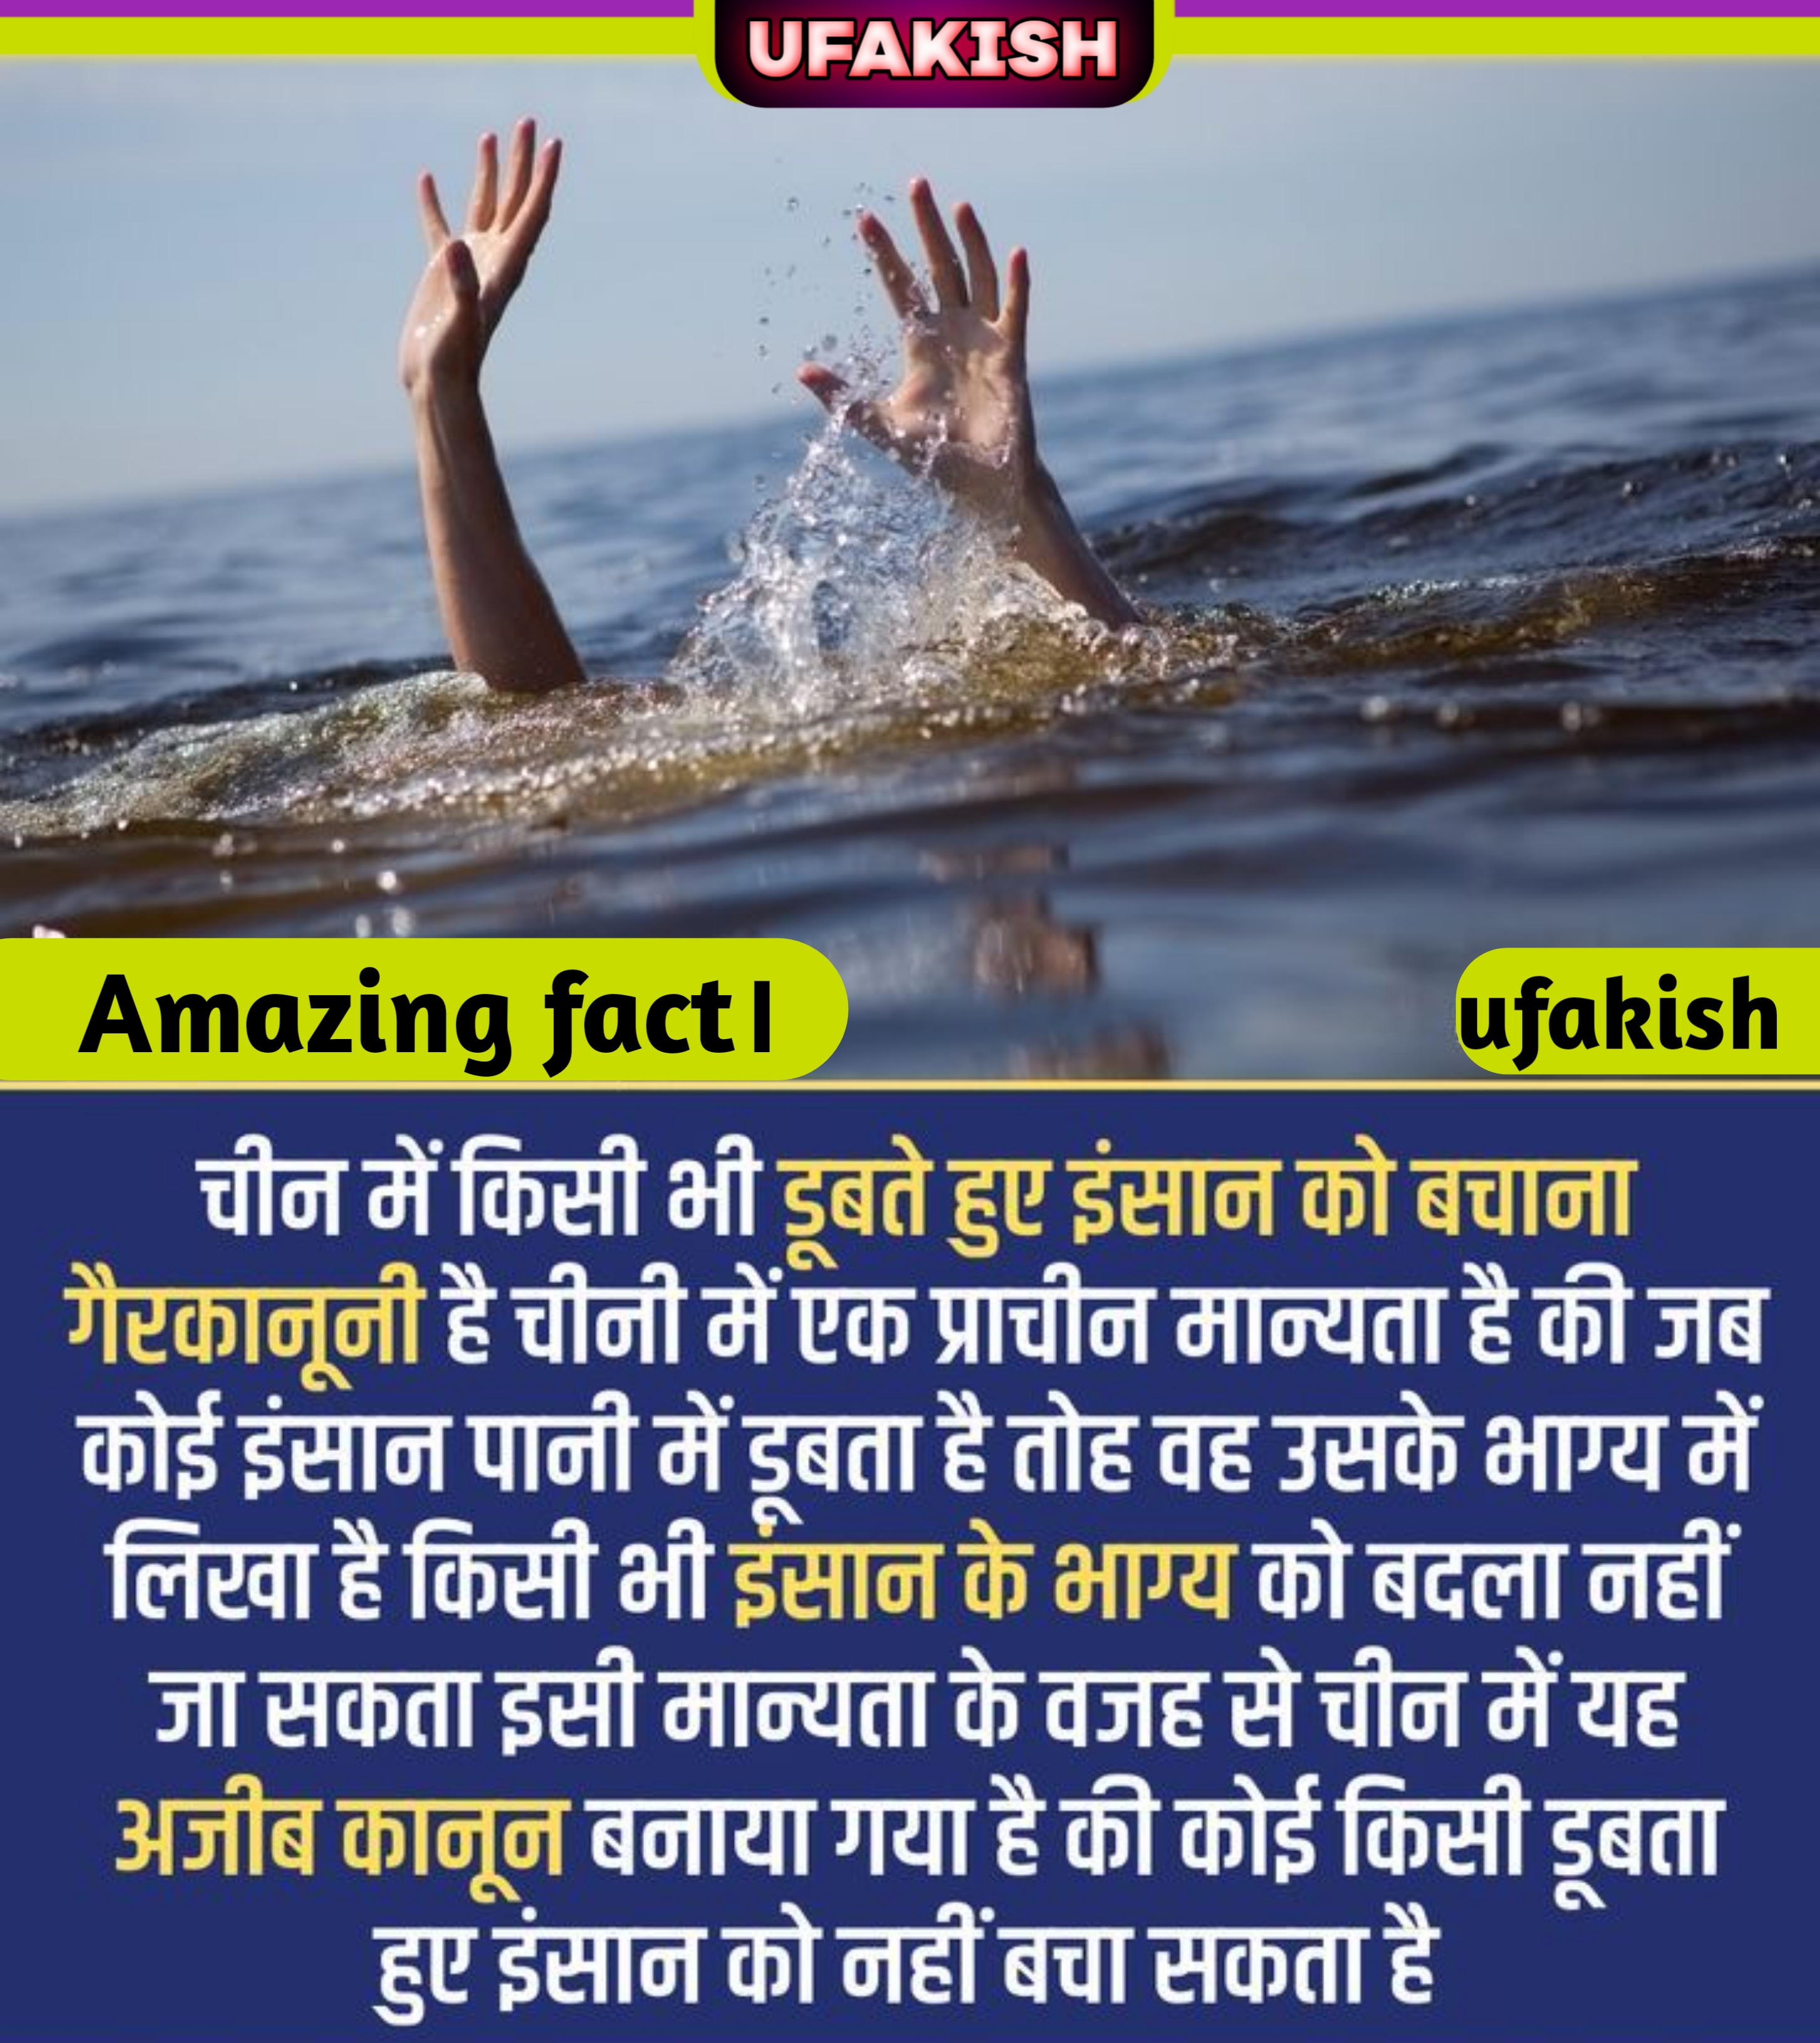 UFAKISH
Amazing fact।
ufakish
चीन में किसी भी डूबते हुए इंसान को बचाना
गैरकानूनी है चीनी में एक प्राचीन मान्यता है की जब
कोई इंसान पानी में डूबता है तोह वह उसके भाग्य में
लिखा है किसी भी इंसान के भाग्य को बदला नहीं
जा सकता इसी मान्यता के वजह से चीन में यह
अजीब कानून बनाया गया है की कोई किसी डूबता
हुए इंसान को नहीं बचा सकता है